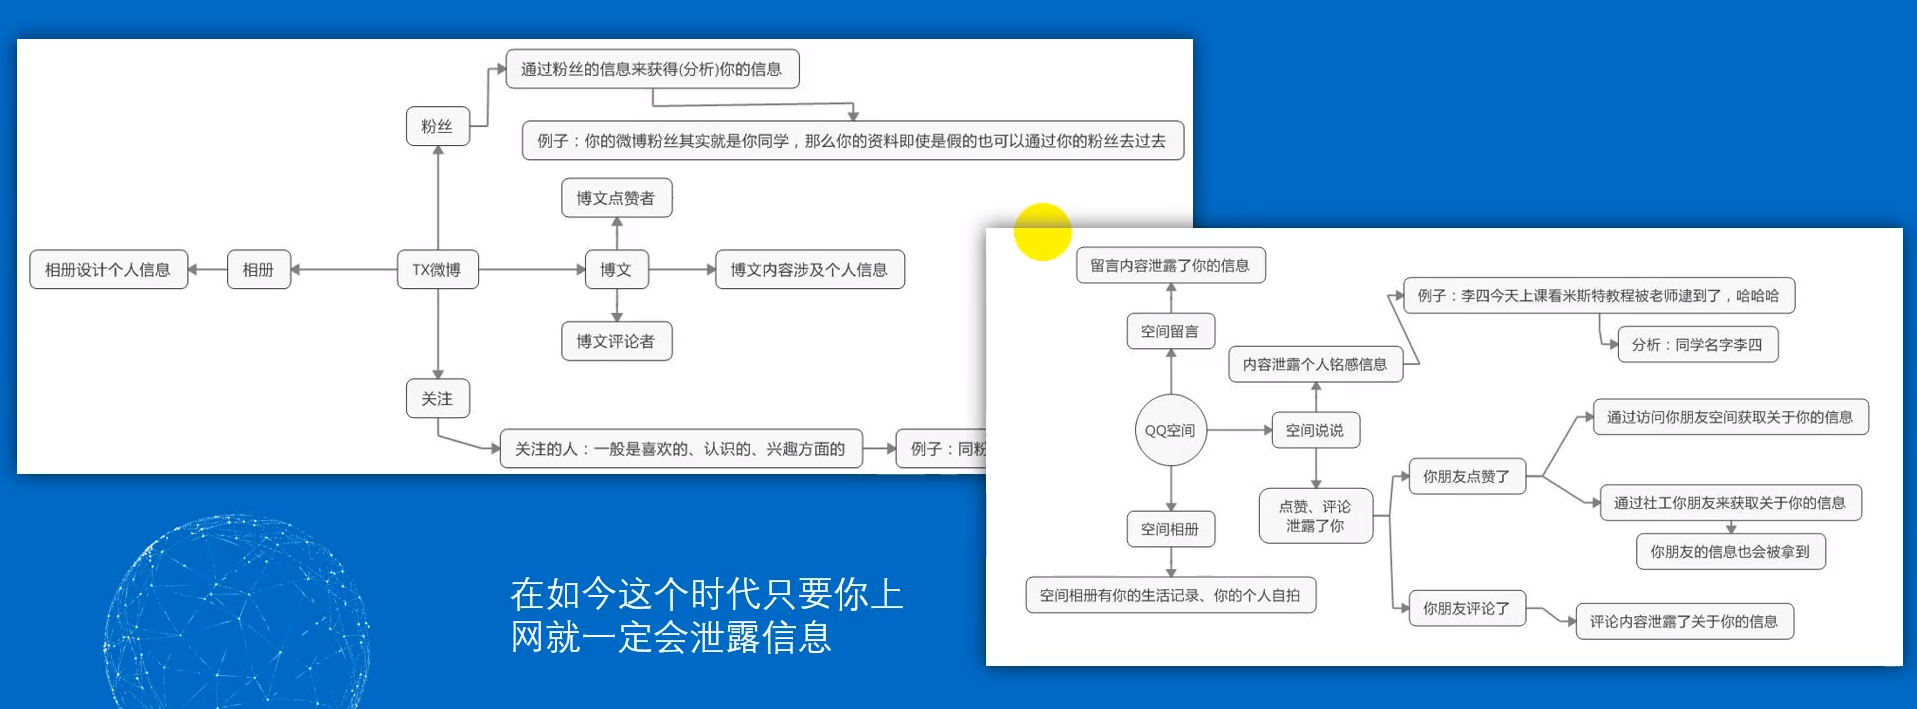 通过粉丝的信息来获得(分析)你的信息
粉丝
例子：你的微博粉丝其实就是你同学，那么你的资料即使是假的也可以通过你的粉丝去过去
博文点赞者
相册设计个人信息
相册
TX微博
博文
博文内容涉及个人信息
博文评论者
关注
关注的人：一般是喜欢的、认识的、兴趣方面的
例子：同粉
留言内容泄露了你的信息
空间留言
例子：李四今天上课看米斯特教程被老师逮到了，哈哈哈
分析：同学名字李四
内容泄露个人铭感信息
QQ空间
空间说说
通过访问你朋友空间获取关于你的信息
你朋友点赞了
通过社工你朋友来获取关于你的信息
点赞、评论
泄露了你
空间相册
你朋友的信息也会被拿到
空间相册有你的生活记录、你的个人自拍
你朋友评论了
评论内容泄露了关于你的信息
在如今这个时代只要你上
网就一定会泄露信息